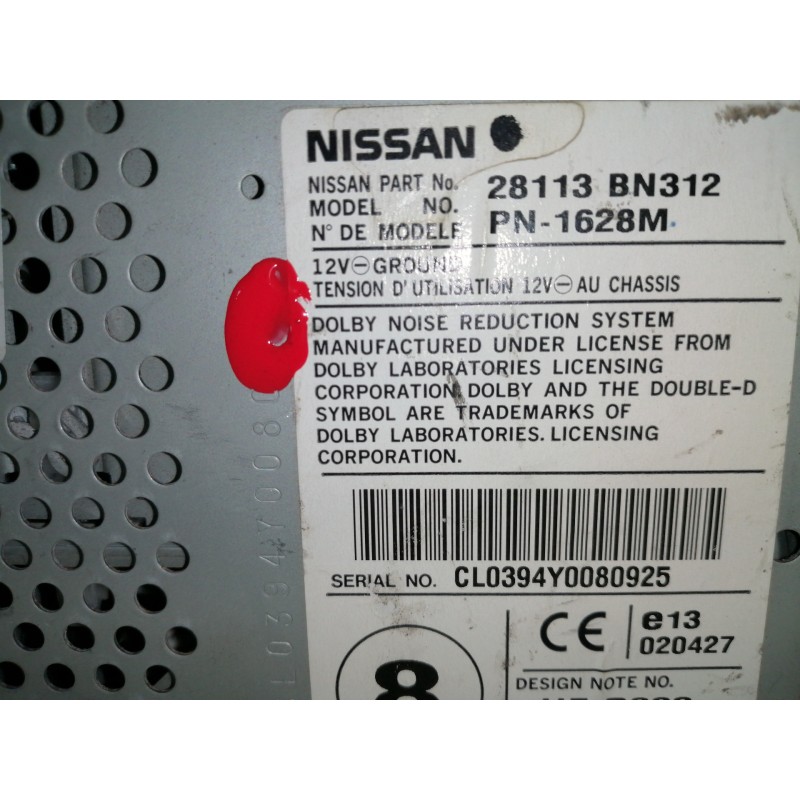 NISSAN
NISSAN PART No. 28113 BN312
MODEL NO.
N° DE MODELE PN-1628M
12V⊖GROUND
TENSION D'UTILISATION 12V⊖AU CHASSIS
DOLBY NOISE REDUCTION SYSTEM
MANUFACTURED UNDER LICENSE FROM
DOLBY LABORATORIES LICENSING
CORPORATION DOLBY AND THE DOUBLE-D
SYMBOL ARE TRADEMARKS OF
DOLBY LABORATORIES. LICENSING
CORPORATION.
SERIAL NO. CL0394Y0080925
8
CE e13
020427
DESIGN NOTE NO.
L0394Y0080